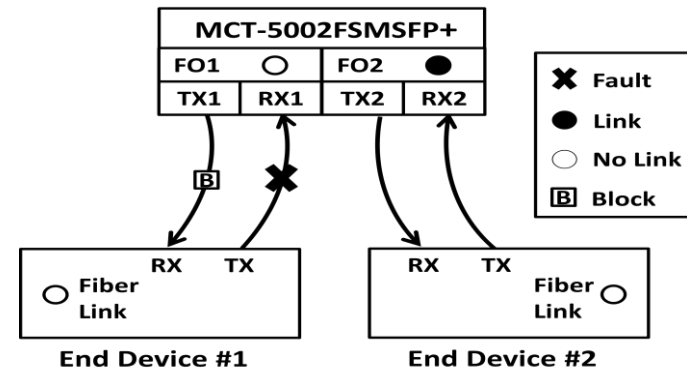 MCT-5002FSMSFP+
FO1 FO2
TX1 RX1 TX2 RX2
Fault
Link
No Link
B Block
B
RX TX
Fiber
Link
RX TX
Fiber
Link
End Device #1
End Device #2